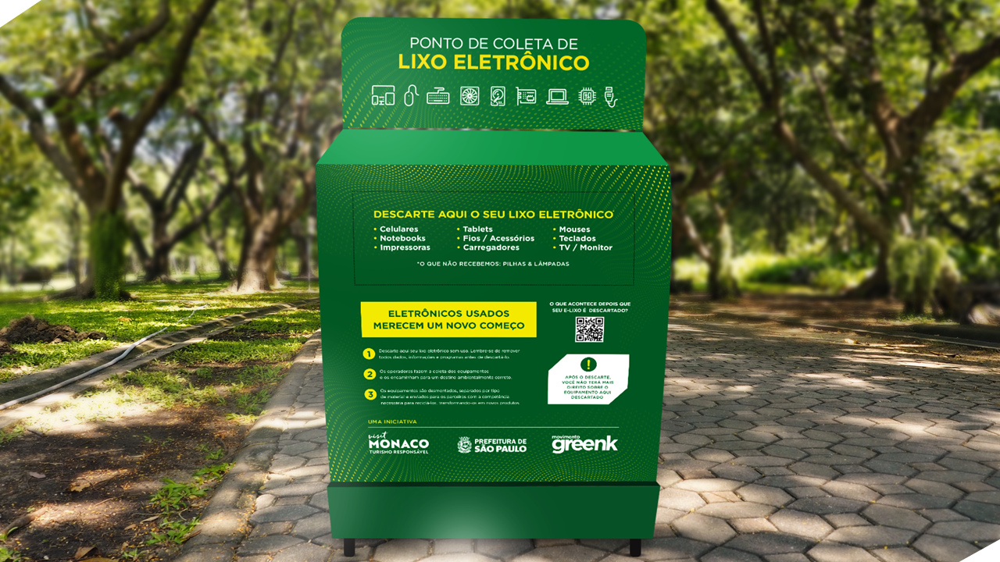 PONTO DE COLETA DE
LIXO ELETRÔNICO
DESCARTE AQUI O SEU LIXO ELETRÔNICO*
• Celulares
• Notebooks
• Impressoras
• Tablets
• Fios / Acessórios
• Carregadores
• Mouses
• Teclados
• TV / Monitor
*O QUE NÃO RECEBEMOS: PILHAS & LÂMPADAS
ELETRÔNICOS USADOS
MERECEM UM NOVO COMEÇO
1 Descarte aqui seu lixo eletrônico sem uso. Lembre-se de remover
todos dados, informações e programas antes de descartá-lo.
2 Os operadores fazem a coleta dos equipamentos
e os encaminham para um destino ambientalmente correto.
3 Os equipamentos são desmontados, separados por tipo
de material e enviados para os parceiros com a competência
necessária para reciclá-los, transformando-os em novos produtos.
O QUE ACONTECE DEPOIS QUE
SEU E-LIXO É DESCARTADO?
!
APÓS O DESCARTE,
VOCÊ NÃO TERÁ MAIS
DIREITO SOBRE O
EQUIPAMENTO AQUI
DESCARTADO
UMA INICIATIVA
visit
MÔNACO
TURISMO RESPONSÁVEL
PREFEITURA DE
SÃO PAULO
movimento
greenk